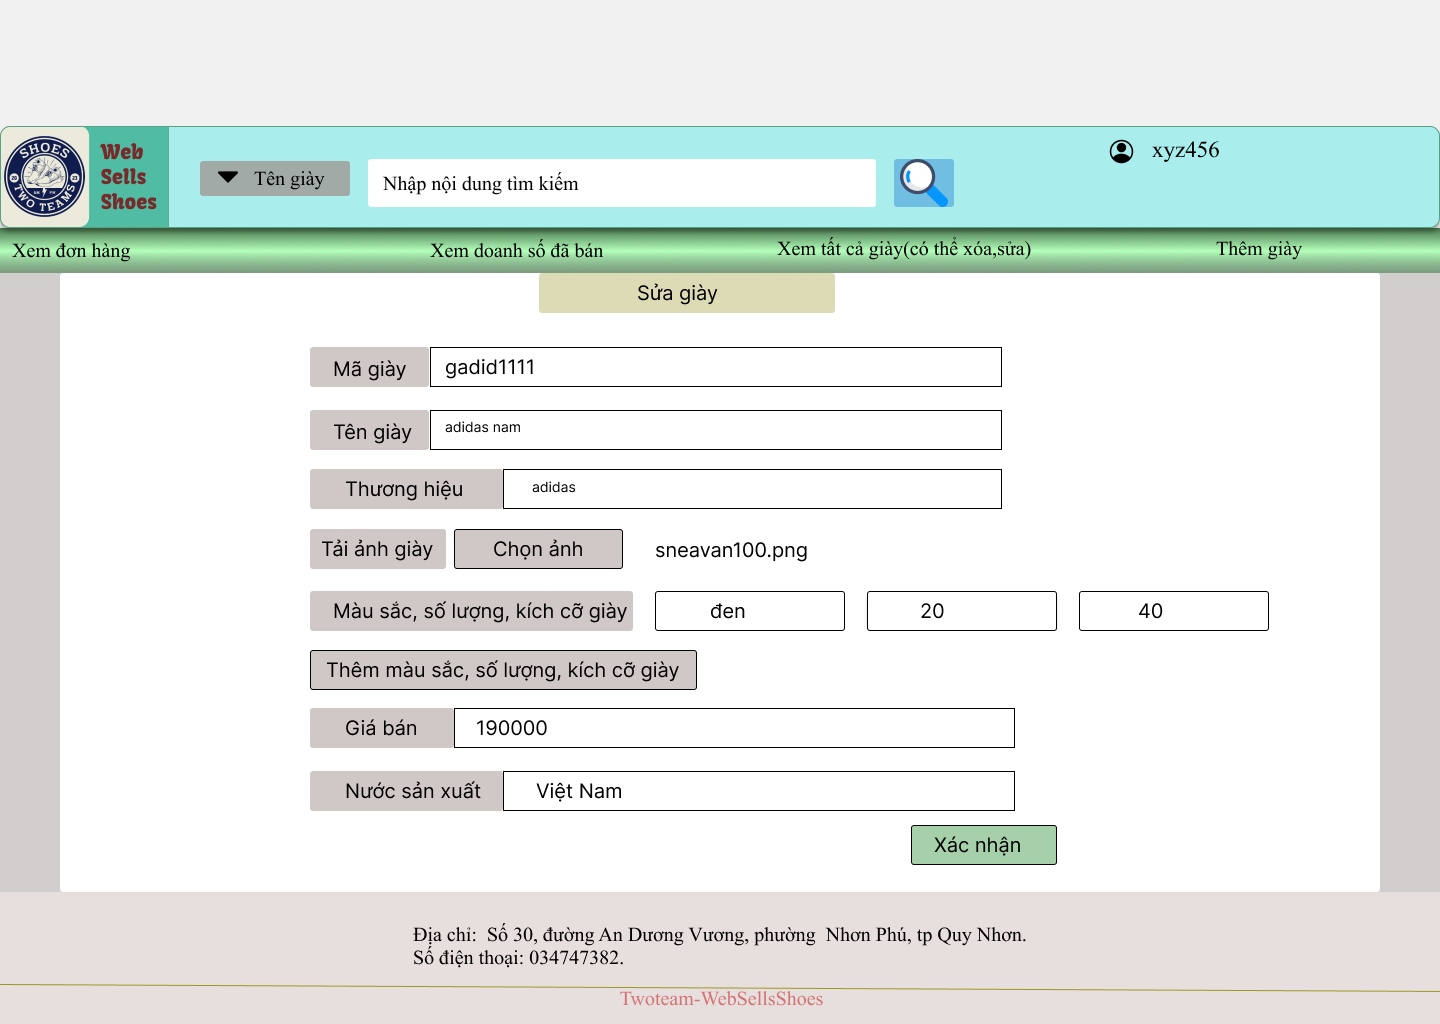 SHOES
TWO TEAMS
20
23
Web
Sells
Shoes
Tên giày
Nhập nội dung tìm kiếm
xyz456
Xem đơn hàng
Xem doanh số đã bán
Xem tất cả giày(có thể xóa,sửa)
Thêm giày
Sửa giày
Mã giày
gadid1111
Tên giày
adidas nam
Thương hiệu
adidas
Tải ảnh giày
Chọn ảnh
sneavan100.png
Màu sắc, số lượng, kích cỡ giày
đen
20
40
Thêm màu sắc, số lượng, kích cỡ giày
Giá bán
190000
Nước sản xuất
Việt Nam
Xác nhận
Địa chỉ:  Số 30, đường An Dương Vương, phường  Nhơn Phú, tp Quy Nhơn.
Số điện thoại: 034747382.
Twoteam-WebSellsShoes